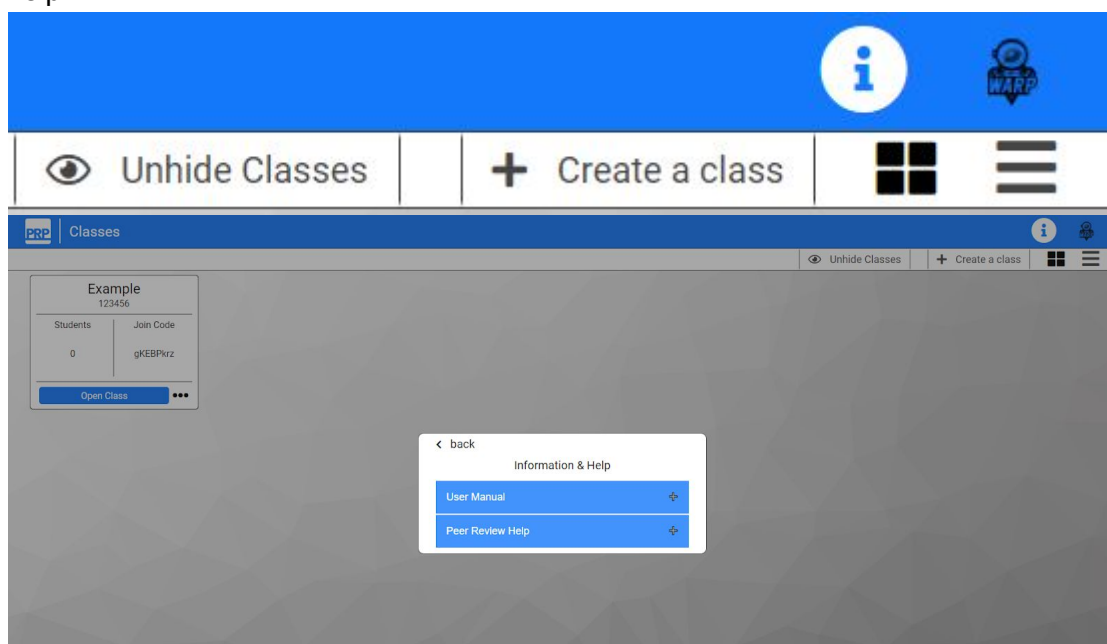 i WARP
Unhide Classes + Create a class
PRP Classes i
Unhide Classes + Create a class
Example
123456
Students Join Code
0 gKEBPkrz
Open Class
< back
Information & Help
User Manual
Peer Review Help